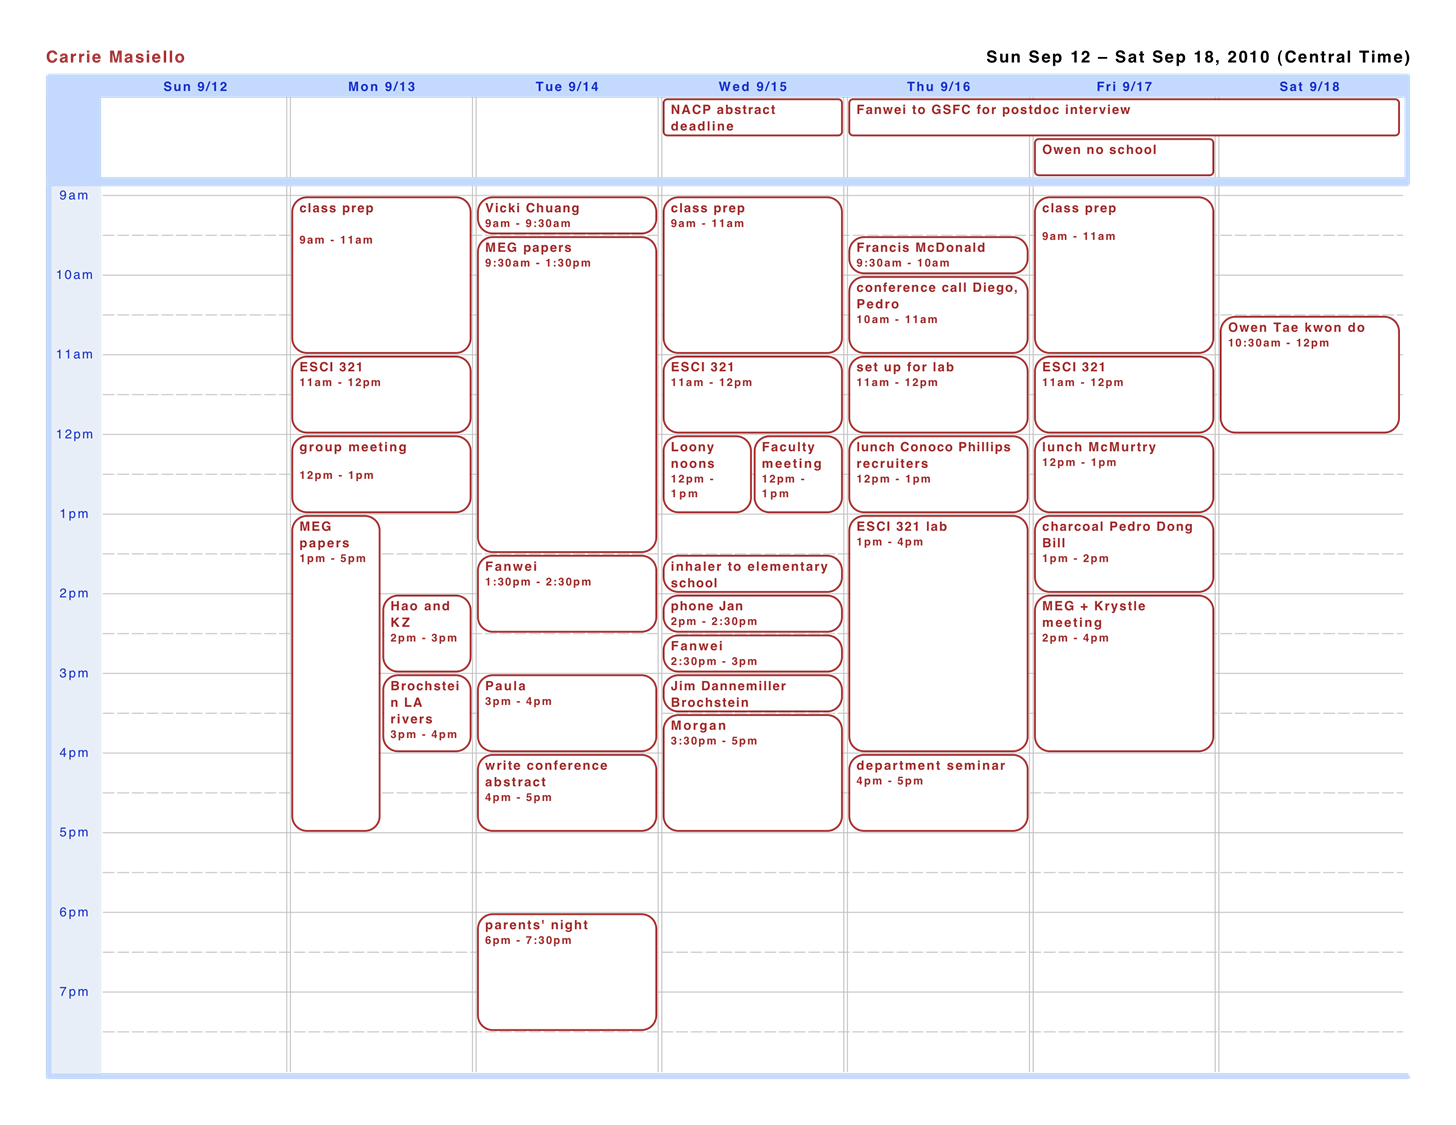 Carrie Masiello
Sun Sep 12 – Sat Sep 18, 2010 (Central Time)
Sun 9/12
Mon 9/13
Tue 9/14
Wed 9/15
Thu 9/16
Fri 9/17
Sat 9/18
NACP abstract
deadline
Fanwei to GSFC for postdoc interview
Owen no school
9am
10am
11am
12pm
1pm
2pm
3pm
4pm
5pm
6pm
7pm
class prep
9am - 11am
ESCI 321
11am - 12pm
group meeting
12pm - 1pm
MEG
papers
1pm - 5pm
Hao and
KZ
2pm - 3pm
Brochstei
n LA
rivers
3pm - 4pm
Vicki Chuang
9am - 9:30am
MEG papers
9:30am - 1:30pm
Fanwei
1:30pm - 2:30pm
Paula
3pm - 4pm
write conference
abstract
4pm - 5pm
parents' night
6pm - 7:30pm
class prep
9am - 11am
ESCI 321
11am - 12pm
Loony
noons
12pm -
1pm
Faculty
meeting
12pm -
1pm
inhaler to elementary
school
phone Jan
2pm - 2:30pm
Fanwei
2:30pm - 3pm
Jim Dannemiller
Brochstein
Morgan
3:30pm - 5pm
Francis McDonald
9:30am - 10am
conference call Diego,
Pedro
10am - 11am
set up for lab
11am - 12pm
lunch Conoco Phillips
recruiters
12pm - 1pm
ESCI 321 lab
1pm - 4pm
department seminar
4pm - 5pm
class prep
9am - 11am
ESCI 321
11am - 12pm
lunch McMurtry
12pm - 1pm
charcoal Pedro Dong
Bill
1pm - 2pm
MEG + Krystle
meeting
2pm - 4pm
Owen Tae kwon do
10:30am - 12pm